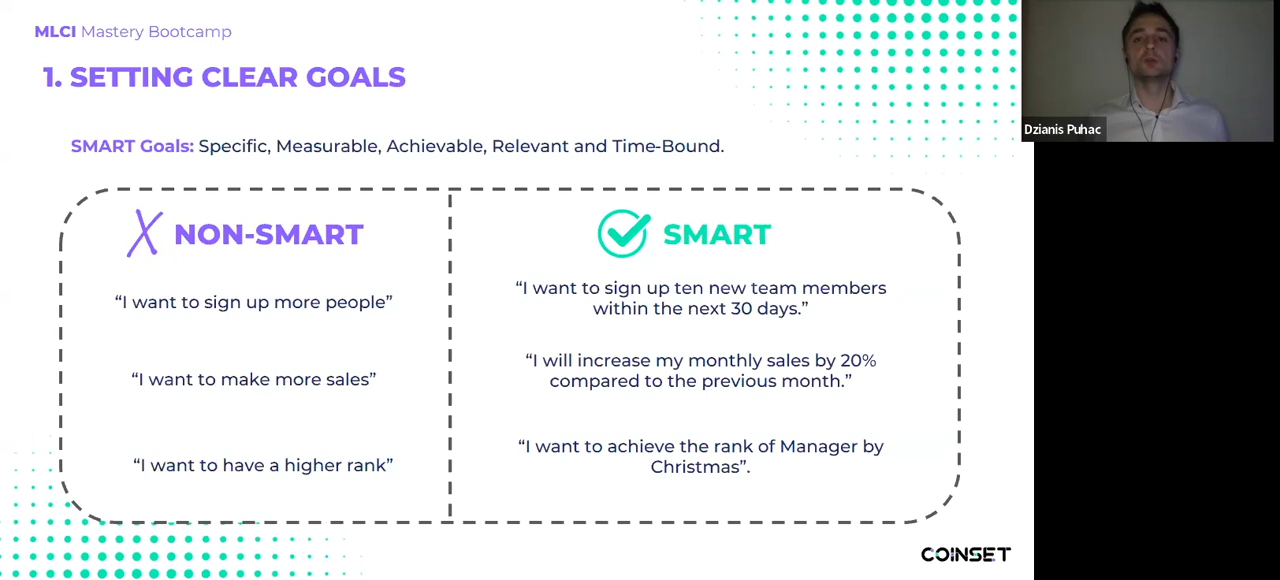 MLCI Mastery Bootcamp
1. SETTING CLEAR GOALS
SMART Goals: Specific, Measurable, Achievable, Relevant and Time-Bound.
NON-SMART
“I want to sign up more people”
“I want to make more sales”
“I want to have a higher rank”
SMART
“I want to sign up ten new team members
within the next 30 days.”
“I will increase my monthly sales by 20%
compared to the previous month.”
“I want to achieve the rank of Manager by
Christmas”.
COINSET
Dzianis Puhac